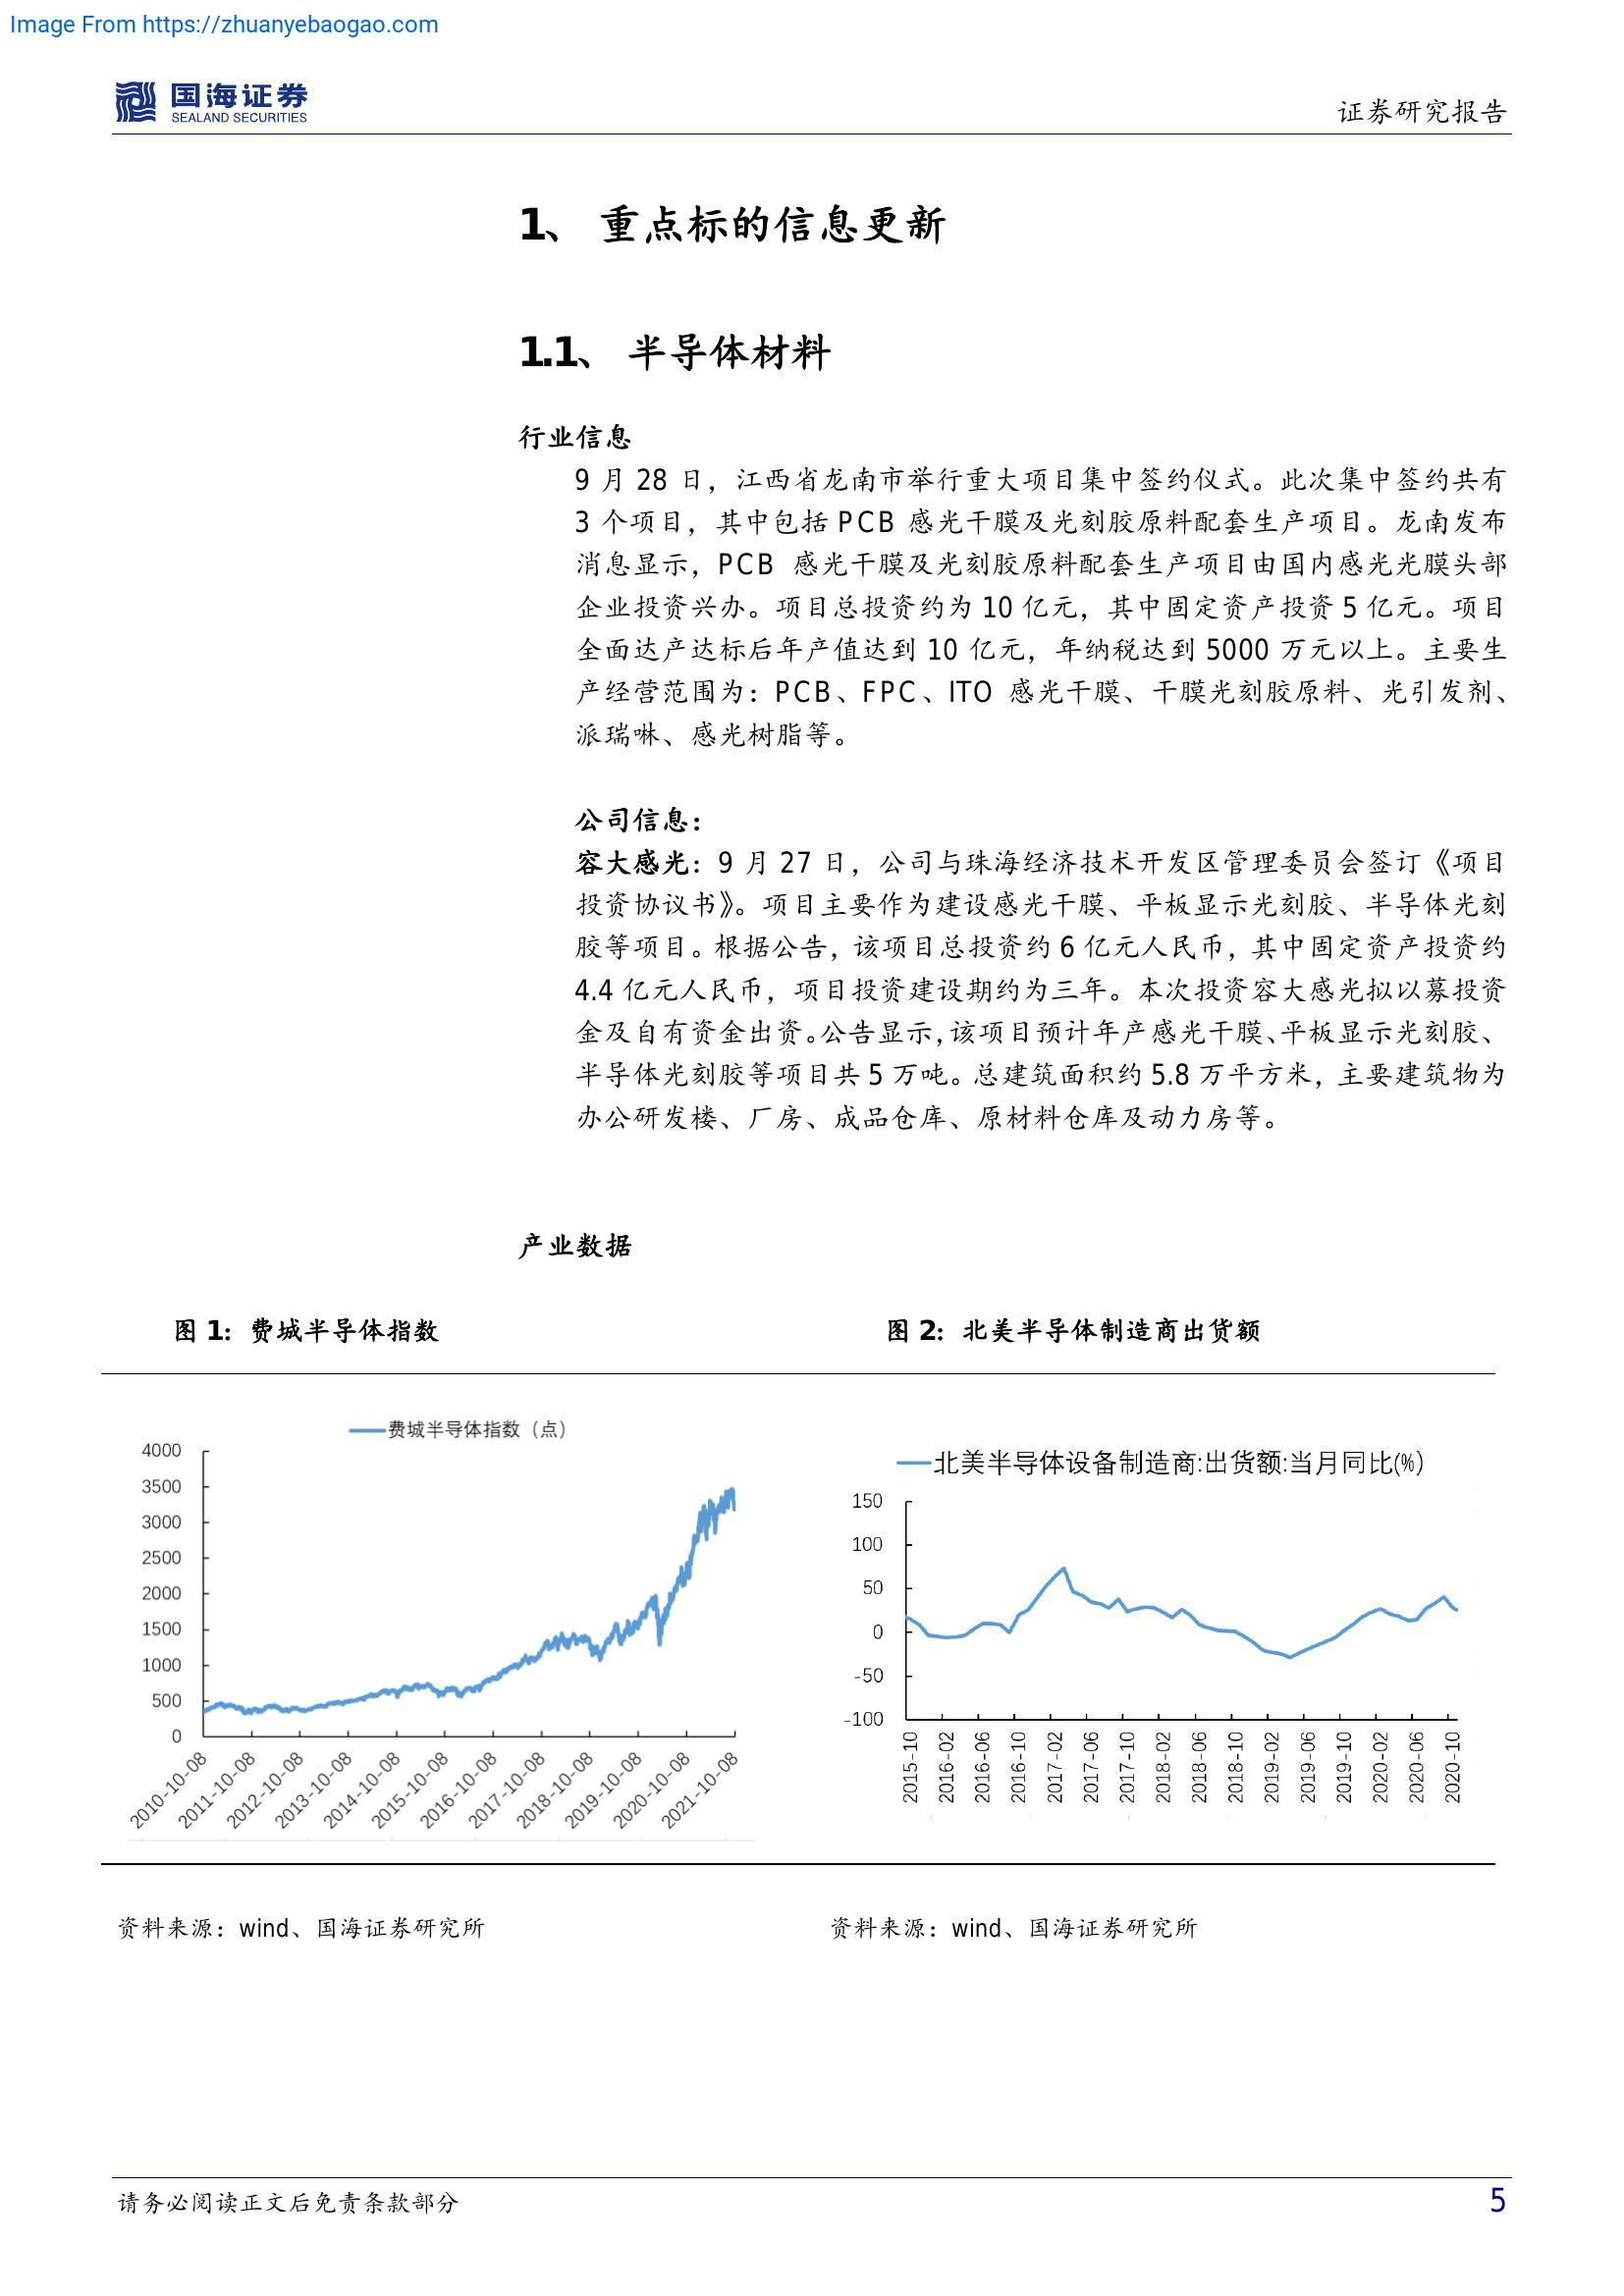 Image From https://zhuanyebaogao.com
国海证券
SEALAND SECURITIES
证券研究报告
1、 重点标的信息更新
1.1、 半导体材料
行业信息
9 月 28 日，江西省龙南市举行重大项目集中签约仪式。此次集中签约共有
3 个项目，其中包括 PCB 感光干膜及光刻胶原料配套生产项目。龙南发布
消息显示，PCB 感光干膜及光刻胶原料配套生产项目由国内感光光膜头部
企业投资兴办。项目总投资约为 10 亿元，其中固定资产投资 5 亿元。项目
全面达产达标后年产值达到 10 亿元，年纳税达到 5000 万元以上。主要生
产经营范围为：PCB、FPC、ITO 感光干膜、干膜光刻胶原料、光引发剂、
派瑞啉、感光树脂等。
公司信息：
容大感光：9 月 27 日，公司与珠海经济技术开发区管理委员会签订《项目
投资协议书》。项目主要作为建设感光干膜、平板显示光刻胶、半导体光刻
胶等项目。根据公告，该项目总投资约 6 亿元人民币，其中固定资产投资约
4.4 亿元人民币，项目投资建设期约为三年。本次投资容大感光拟以募投资
金及自有资金出资。公告显示，该项目预计年产感光干膜、平板显示光刻胶、
半导体光刻胶等项目共 5 万吨。总建筑面积约 5.8 万平方米，主要建筑物为
办公研发楼、厂房、成品仓库、原材料仓库及动力房等。
产业数据
图 1：费城半导体指数
费城半导体指数（点）
4000
3500
3000
2500
2000
1500
1000
500
0
2010-10-08
2011-10-08
2012-10-08
2013-10-08
2014-10-08
2015-10-08
2016-10-08
2017-10-08
2018-10-08
2019-10-08
2020-10-08
2021-10-08
资料来源：wind、国海证券研究所
图 2：北美半导体制造商出货额
北美半导体设备制造商:出货额:当月同比(%)
150
100
50
0
-50
-100
2015-10
2016-02
2016-06
2016-10
2017-02
2017-06
2017-10
2018-02
2018-06
2018-10
2019-02
2019-06
2019-10
2020-02
2020-06
2020-10
资料来源：wind、国海证券研究所
请务必阅读正文后免责条款部分
5